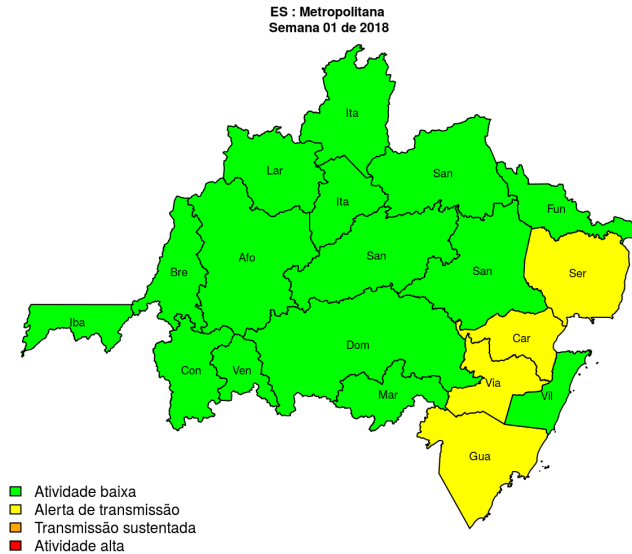 ES : Metropolitana
Semana 01 de 2018
Ita
Lar
San
Ita
Fun
Afo
San
San
Bre
Ser
Iba
Car
Dom
Con
Ven
Via
Mar
Vil
Gua
Atividade baixa
Alerta de transmissão
Transmissão sustentada
Atividade alta